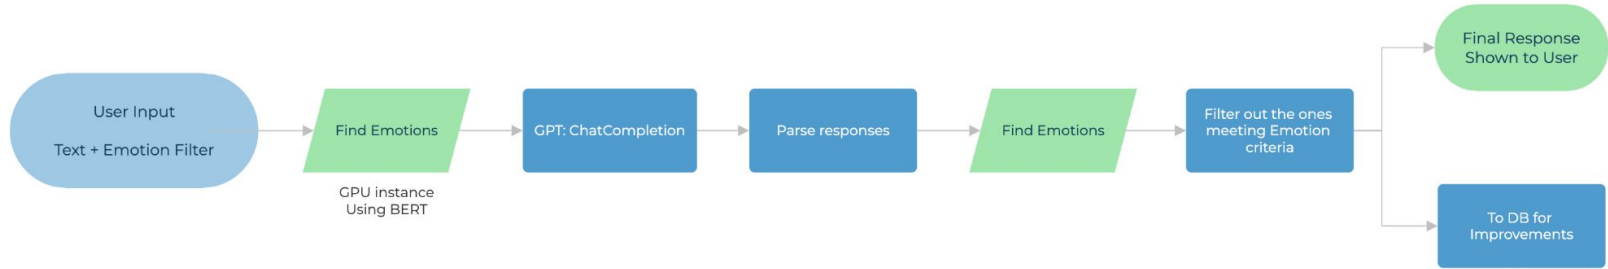 User Input
Text + Emotion Filter
Find Emotions
GPU instance
Using BERT
GPT: ChatCompletion
Parse responses
Find Emotions
Filter out the ones
meeting Emotion
criteria
Final Response
Shown to User
To DB for
Improvements